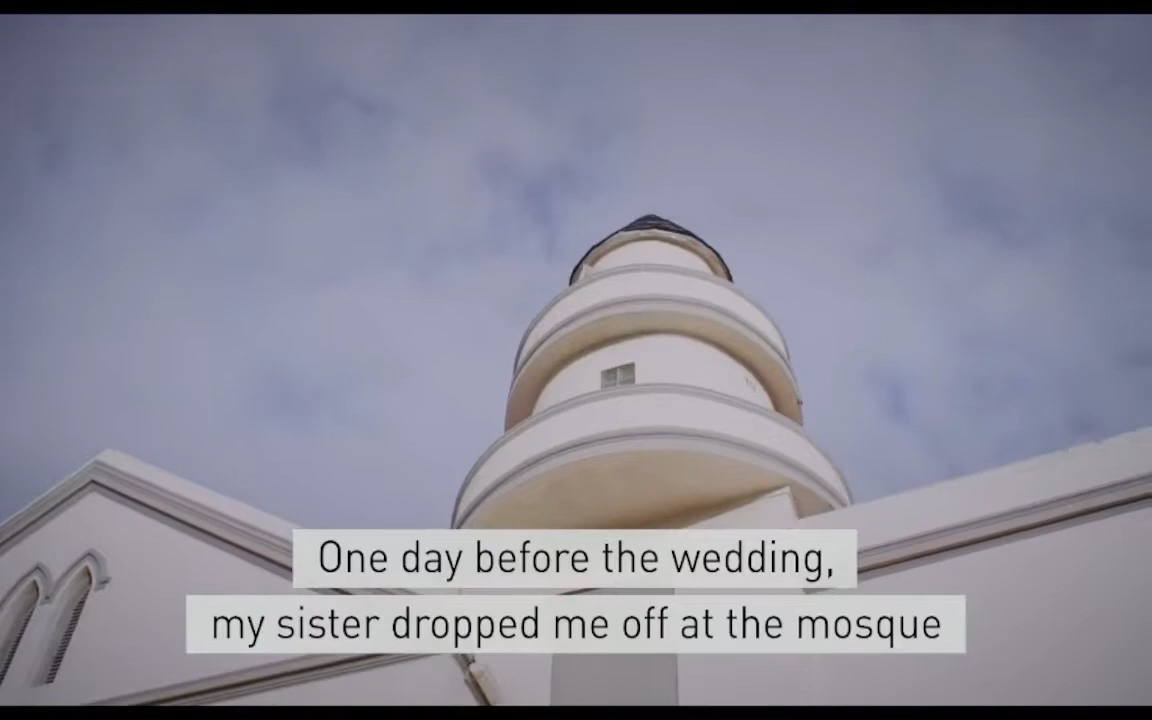 One day before the wedding,
my sister dropped me off at the mosque